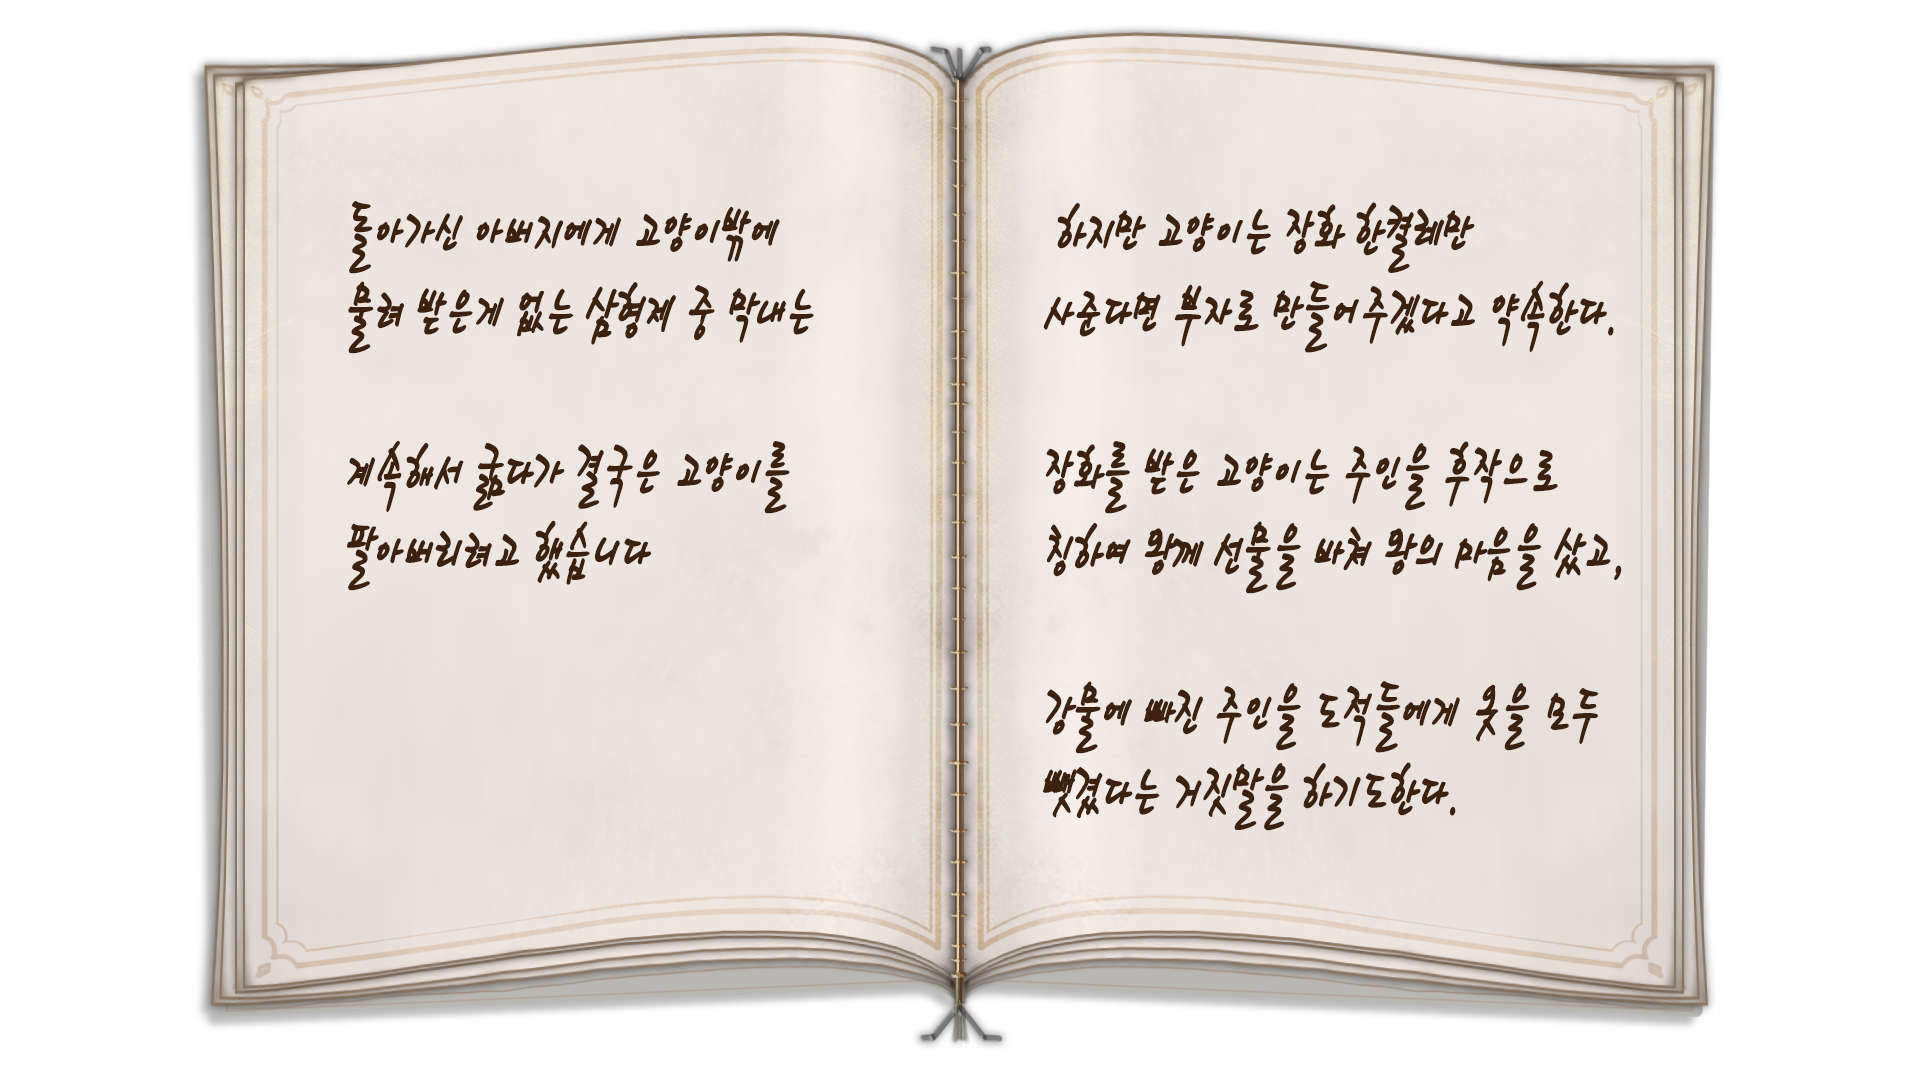 돌아가신 아버지에게 고양이밖에
물려 받은게 없는 삼형제 중 막내는
계속해서 굶다가 결국은 고양이를
팔아버리려고 했습니다
하지만 고양이는 장화 한켤레만
사준다면 부자로 만들어주겠다고 약속한다.
장화를 받은 고양이는 주인을 후작으로
칭하여 왕께 선물을 바쳐 왕의 마음을 샀고,
강물에 빠진 주인을 도적들에게 옷을 모두
뺏겼다는 거짓말을 하기도한다.